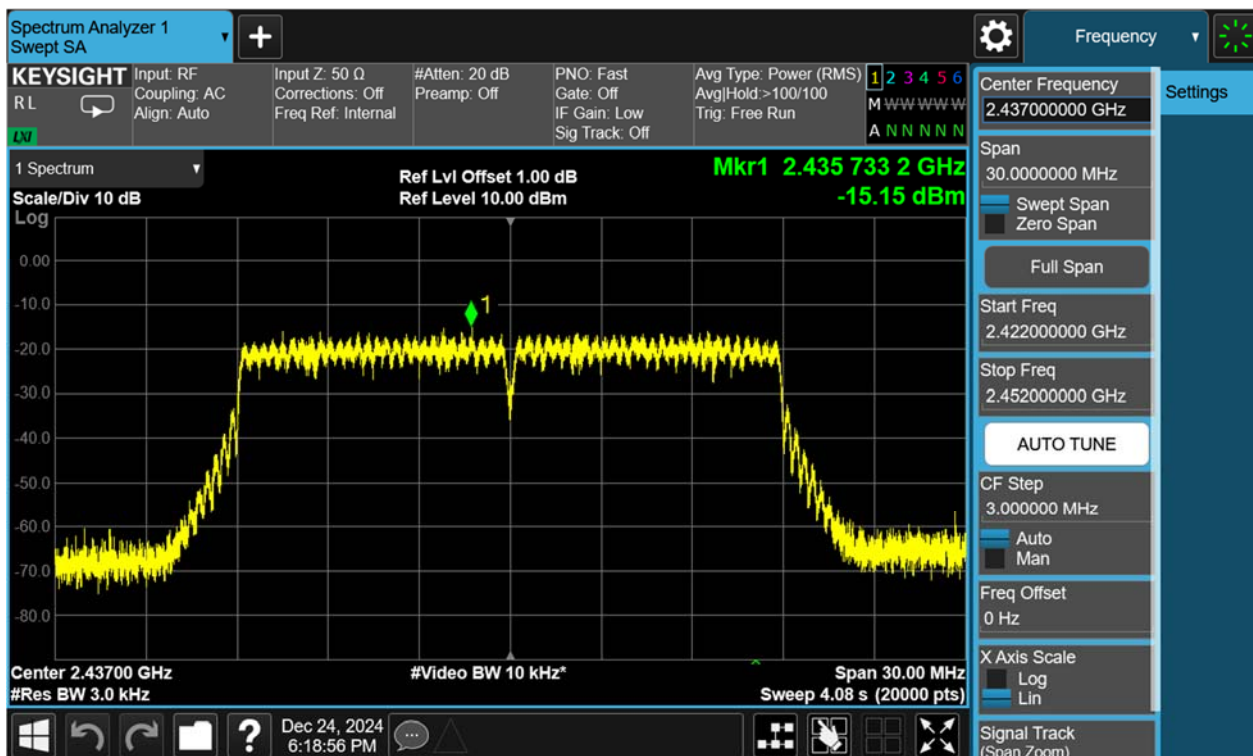 Spectrum Analyzer 1
Swept SA
+
Frequency
KEYSIGHT
R L
LXI
Input: RF
Coupling: AC
Align: Auto
Input Z: 50 Ω
Corrections: Off
Freq Ref: Internal
#Atten: 20 dB
Preamp: Off
PNO: Fast
Gate: Off
IF Gain: Low
Sig Track: Off
Avg Type: Power (RMS)
Avg|Hold:>100/100
Trig: Free Run
1 2 3 4 5 6
M W W W W W
A N N N N N
1 Spectrum
Scale/Div 10 dB
Ref Lvl Offset 1.00 dB
Ref Level 10.00 dBm
Mkr1 2.435 733 2 GHz
-15.15 dBm
Log
0.00
-10.0
-20.0
-30.0
-40.0
-50.0
-60.0
-70.0
-80.0
1
Center 2.43700 GHz
#Res BW 3.0 kHz
#Video BW 10 kHz*
Span 30.00 MHz
Sweep 4.08 s (20000 pts)
?
Dec 24, 2024
6:18:56 PM
Center Frequency
2.437000000 GHz
Span
30.0000000 MHz
Swept Span
Zero Span
Full Span
Start Freq
2.422000000 GHz
Stop Freq
2.452000000 GHz
AUTO TUNE
CF Step
3.000000 MHz
Auto
Man
Freq Offset
0 Hz
X Axis Scale
Log
Lin
Signal Track
(Span Zoom)
Settings